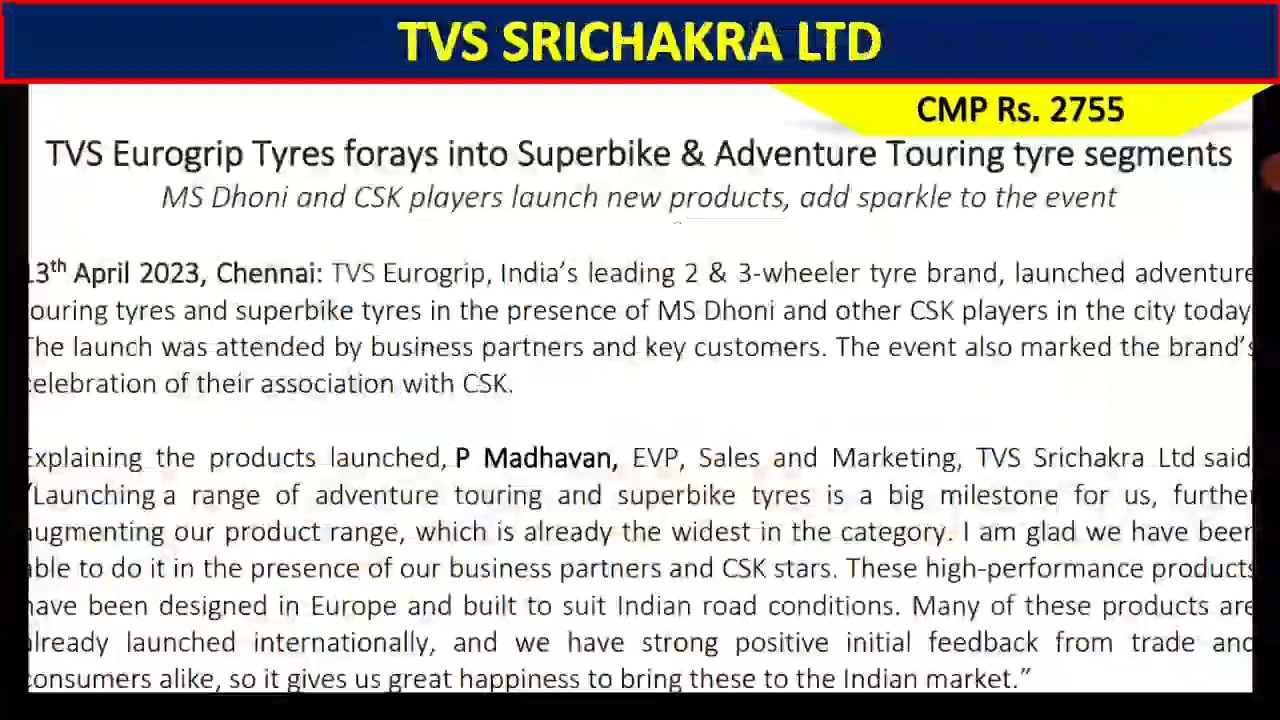 TVS SRICHAKRA LTD
CMP Rs. 2755
TVS Eurogrip Tyres forays into Superbike & Adventure Touring tyre segments
MS Dhoni and CSK players launch new products, add sparkle to the event
13th April 2023, Chennai: TVS Eurogrip, India's leading 2 & 3-wheeler tyre brand, launched adventure
touring tyres and superbike tyres in the presence of MS Dhoni and other CSK players in the city today
The launch was attended by business partners and key customers. The event also marked the brand's
celebration of their association with CSK.
Explaining the products launched, P Madhavan, EVP, Sales and Marketing, TVS Srichakra Ltd said
"Launching a range of adventure touring and superbike tyres is a big milestone for us, further
augmenting our product range, which is already the widest in the category. I am glad we have been
able to do it in the presence of our business partners and CSK stars. These high-performance products
have been designed in Europe and built to suit Indian road conditions. Many of these products are
already launched internationally, and we have strong positive initial feedback from trade and
consumers alike, so it gives us great happiness to bring these to the Indian market."